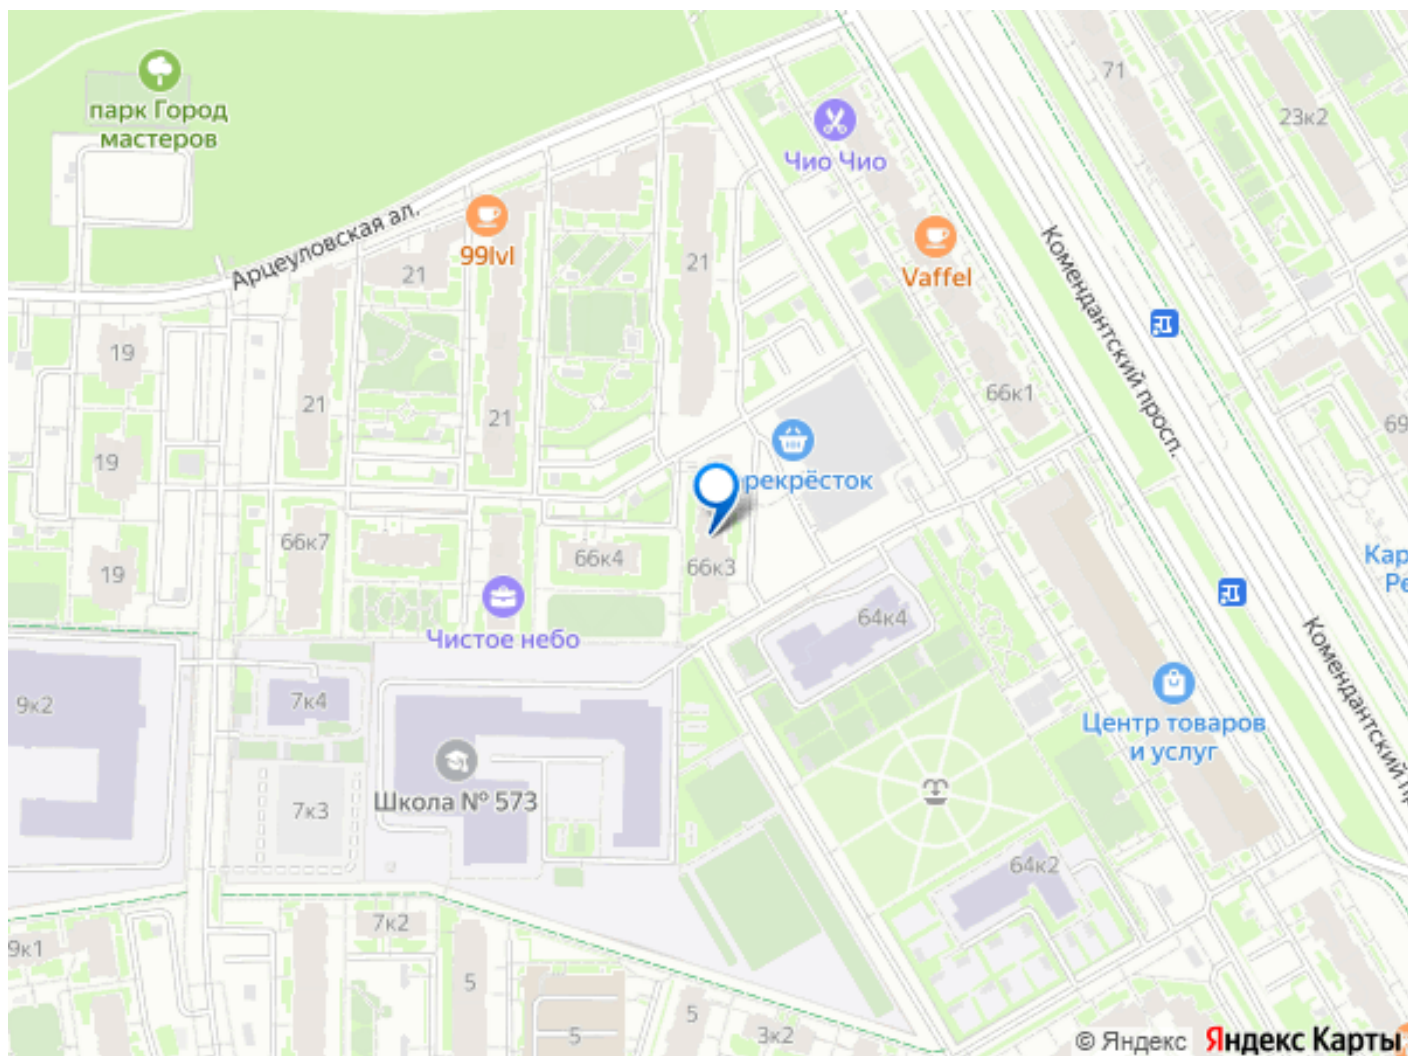 парк Город
мастеров
71
23к2
Чио Чио
Арцеуловская ал.
99lvl
Vaffel
Комендантский просп.
21
21
19
21
21
66к1
69
19
рекрёсток
66к7
66к4
66к3
19
Кар
Ре
Чистое небо
64к4
Комендантский п
9к2
7к4
Центр товаров
и услуг
Школа № 573
7к3
64к2
7к2
9к1
5
5
5
3к2
© Яндекс Яндекс Карты